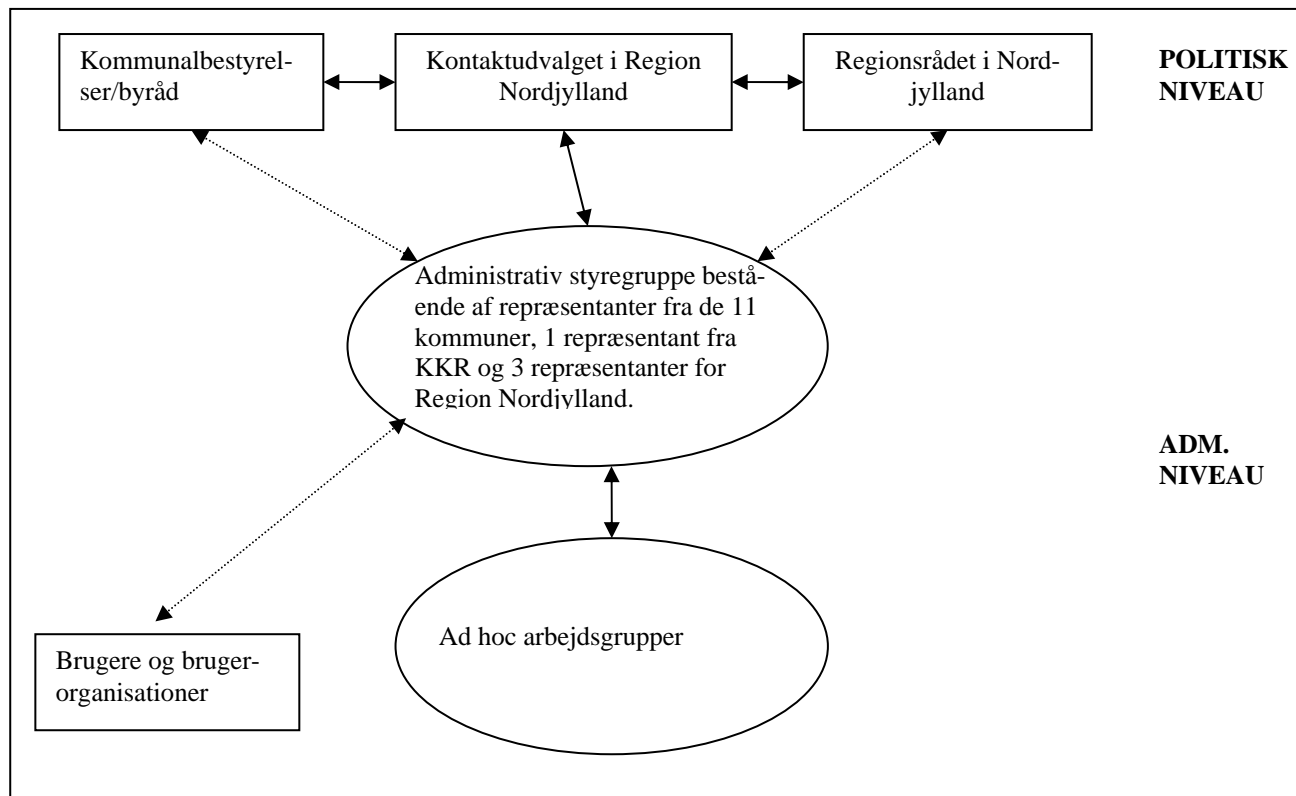 Kommunalbestyrel-
ser/byråd
Kontaktudvalget i Region
Nordjylland
Regionsrådet i Nord-
jylland
POLITISK
NIVEAU
Administrativ styregruppe bestå-
ende af repræsentanter fra de 11
kommuner, 1 repræsentant fra
KKR og 3 repræsentanter for
Region Nordjylland.
ADM.
NIVEAU
Ad hoc arbejdsgrupper
Brugere og bruger-
organisationer